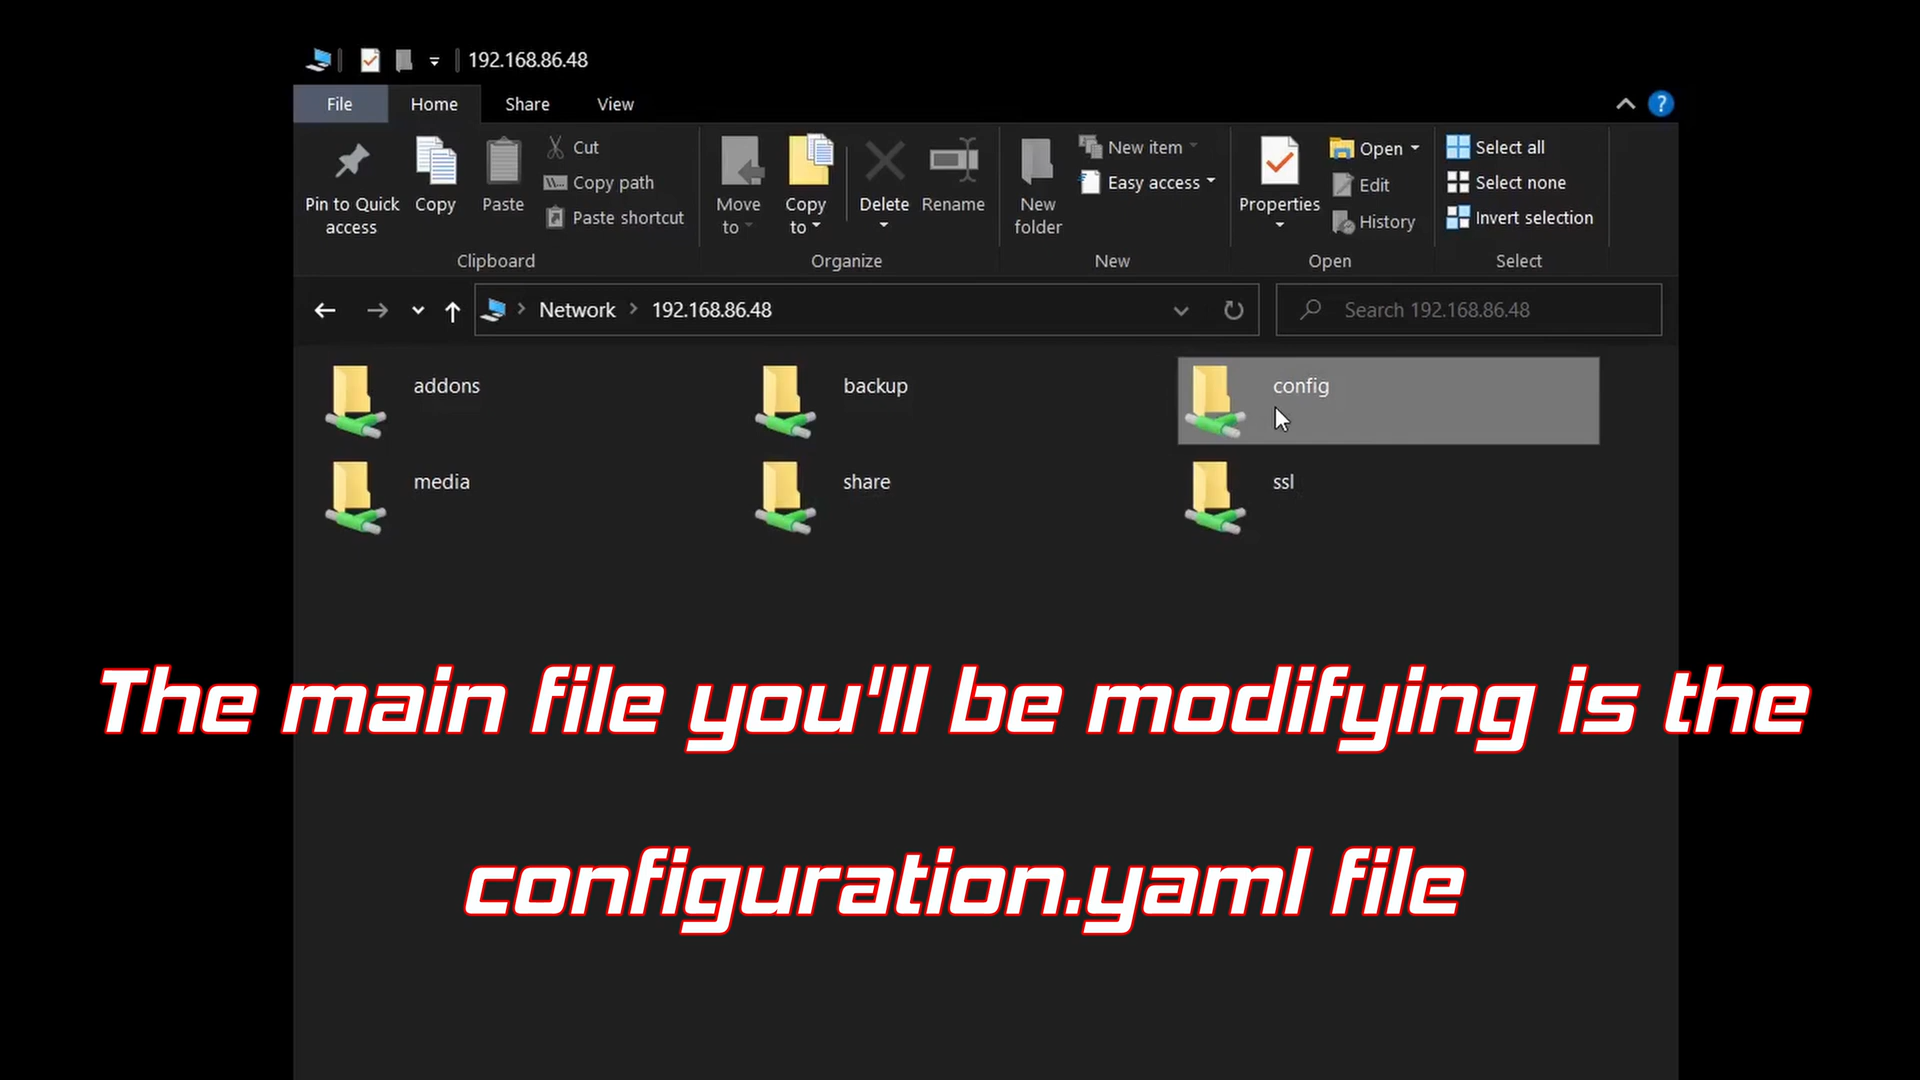 192.168.86.48
File Home Share View
Pin to Quick access
Copy
Paste
Cut
Copy path
Paste shortcut
Clipboard
Move to
Copy to
Delete
Rename
Organize
New folder
New item
Easy access
New
Properties
Open
Edit
History
Open
Select all
Select none
Invert selection
Select
Network 192.168.86.48
Search 192.168.86.48
addons backup config
media share ssl
The main file you'll be modifying is the
configuration.yaml file